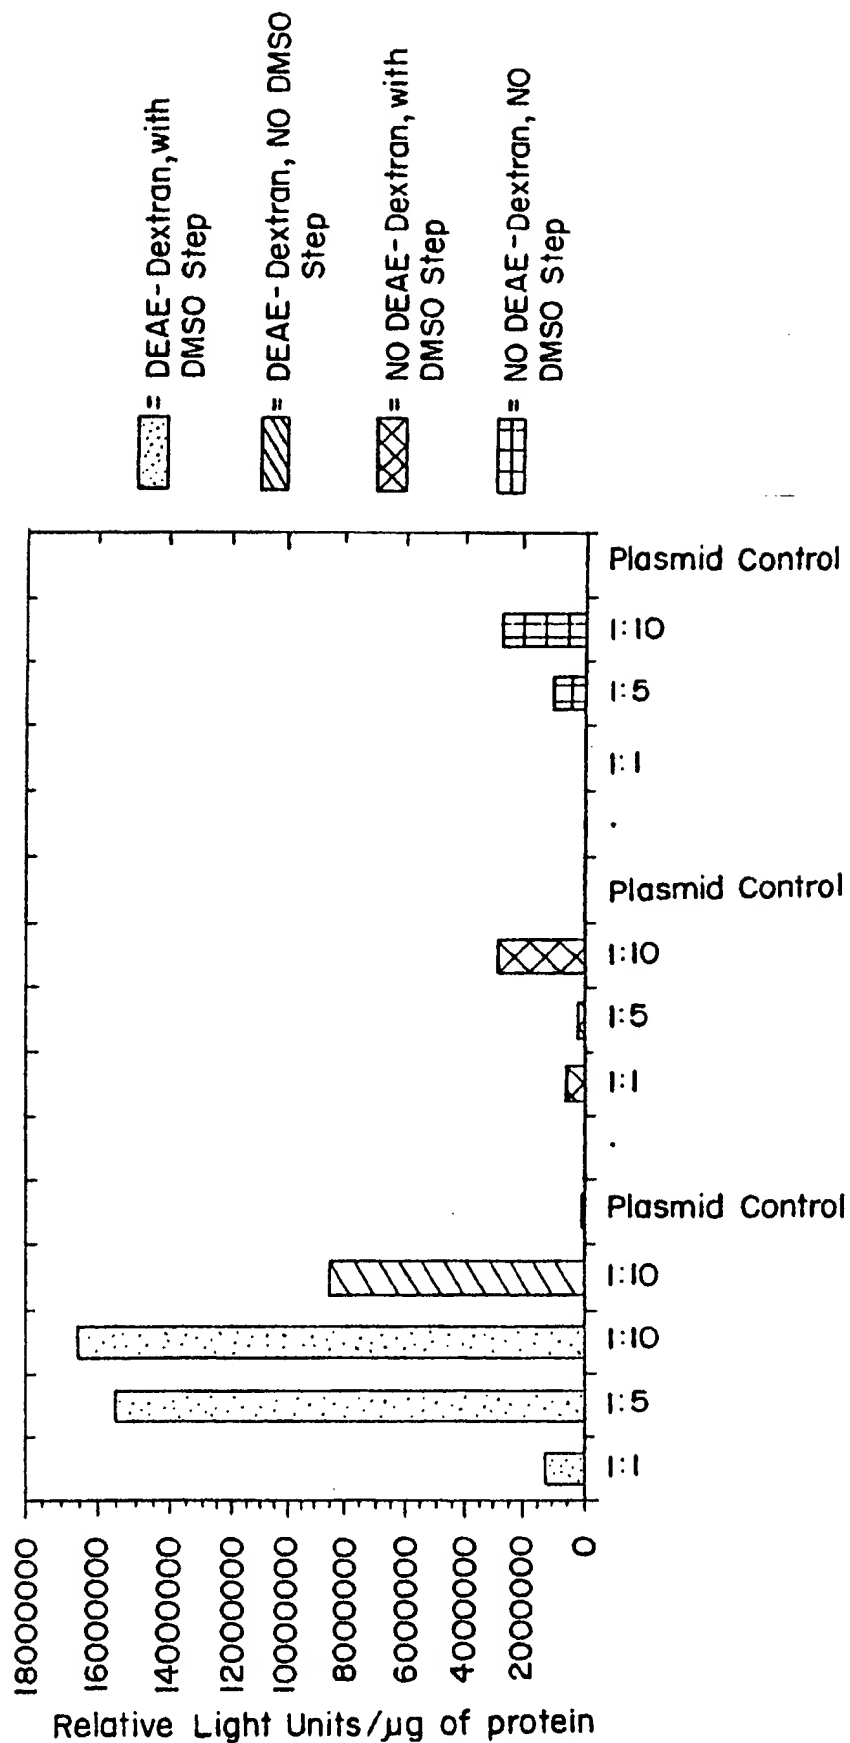 = DEAE-Dextran, with
DMSO Step
= DEAE-Dextran, NO DMSO
Step
= NO DEAE-Dextran, with
DMSO Step
= NO DEAE-Dextran, NO
DMSO Step
Relative Light Units/µg of protein
18000000
16000000
14000000
12000000
10000000
8000000
6000000
4000000
2000000
0
1:1
1:5
1:10
1:10
Plasmid Control
.
1:1
1:5
1:10
Plasmid Control
.
1:1
1:5
1:10
Plasmid Control